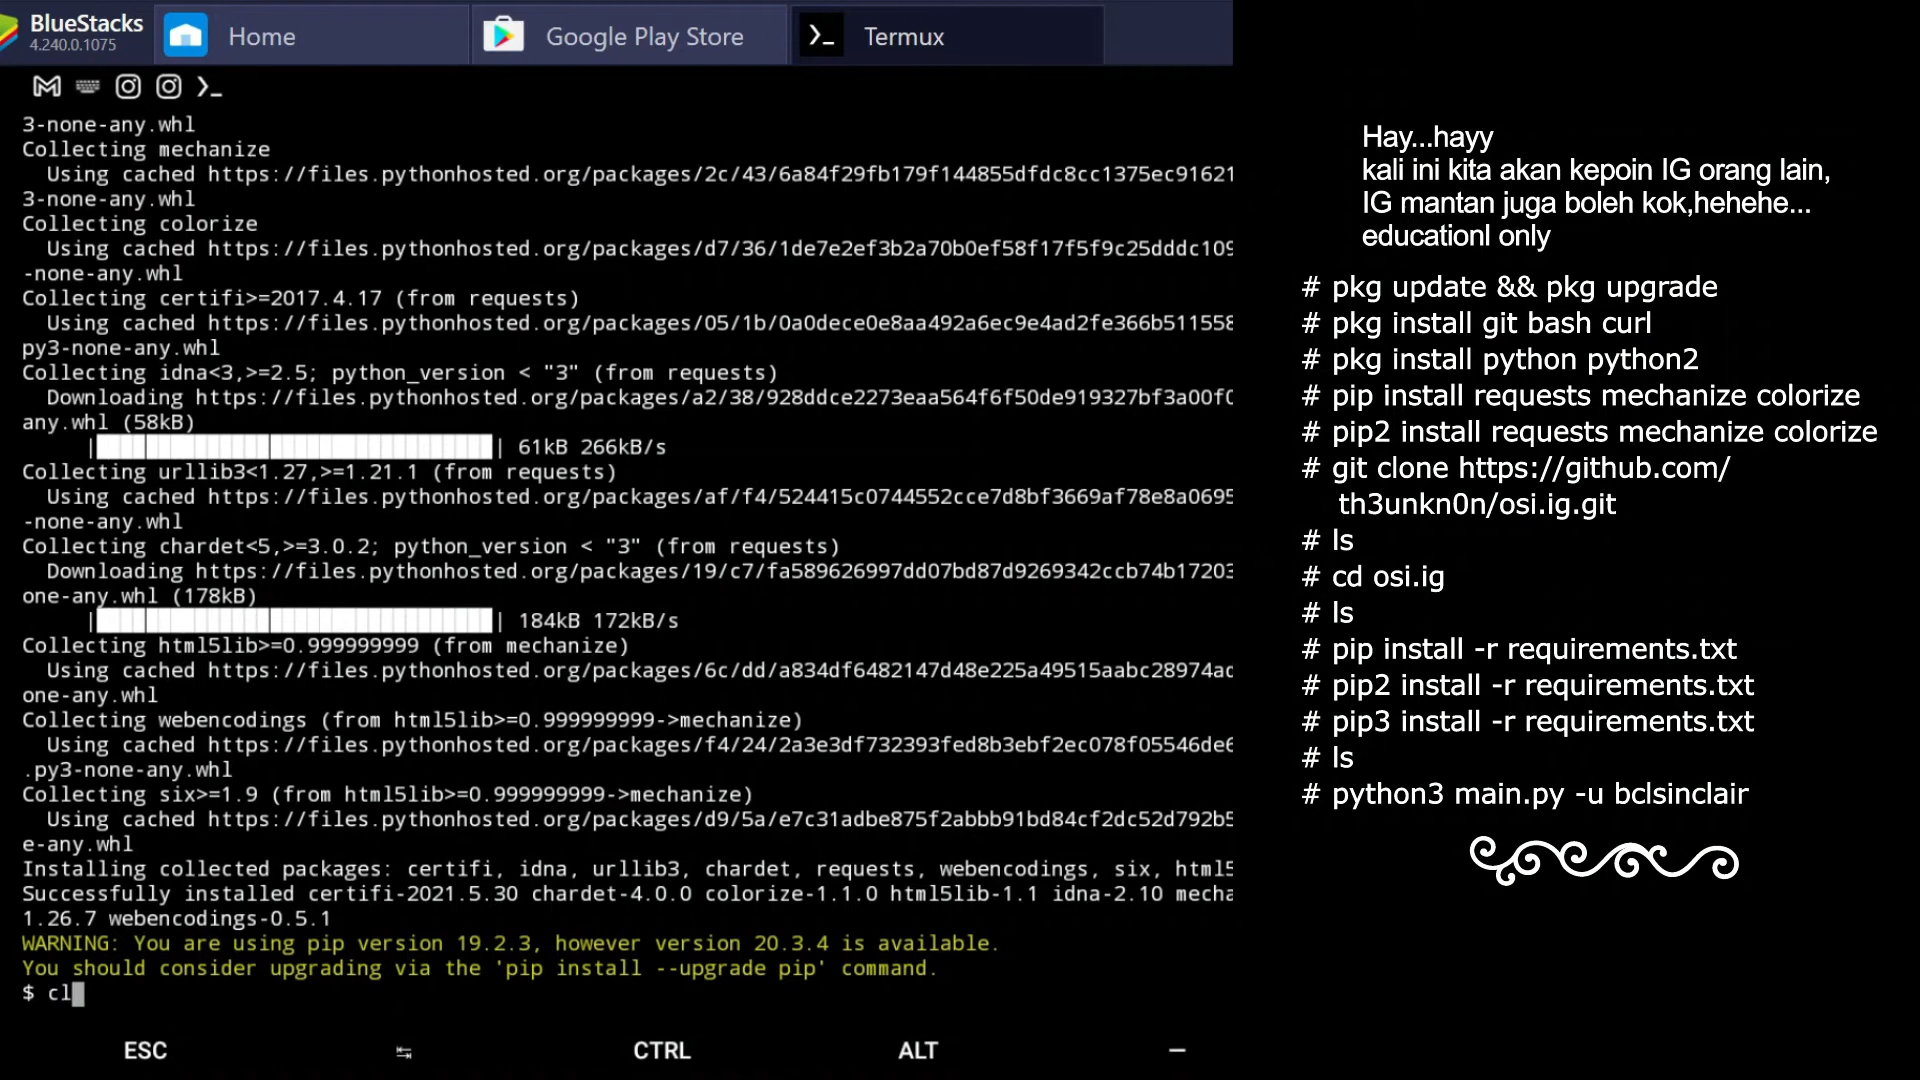 BlueStacks
4.240.0.1075
Home
Google Play Store
Termux
3-none-any.whl
Collecting mechanize
Using cached https://files.pythonhosted.org/packages/2c/43/6a84f29fb179f144855dfdc8cc1375ec91621
3-none-any.whl
Collecting colorize
Using cached https://files.pythonhosted.org/packages/d7/36/1de7e2ef3b2a70b0ef58f17f5f9c25dddc109
-none-any.whl
Collecting certifi>=2017.4.17 (from requests)
Using cached https://files.pythonhosted.org/packages/05/1b/0a0dece0e8aa492a6ec9e4ad2fe366b511558
py3-none-any.whl
Collecting idna<3,>=2.5; python_version < "3" (from requests)
Downloading https://files.pythonhosted.org/packages/a2/38/928ddce2273eaa564f6f50de919327bf3a00f0
any.whl (58kB)
| | 61kB 266kB/s
Collecting urllib3<1.27,>=1.21.1 (from requests)
Using cached https://files.pythonhosted.org/packages/af/f4/524415c0744552cce7d8bf3669af78e8a0695
-none-any.whl
Collecting chardet<5,>=3.0.2; python_version < "3" (from requests)
Downloading https://files.pythonhosted.org/packages/19/c7/fa589626997dd07bd87d9269342ccb74b17203
one-any.whl (178kB)
| | 184kB 172kB/s
Collecting html5lib>=0.999999999 (from mechanize)
Using cached https://files.pythonhosted.org/packages/6c/dd/a834df6482147d48e225a49515aabc28974ad
one-any.whl
Collecting webencodings (from html5lib>=0.999999999->mechanize)
Using cached https://files.pythonhosted.org/packages/f4/24/2a3e3df732393fed8b3ebf2ec078f05546de6
.py3-none-any.whl
Collecting six>=1.9 (from html5lib>=0.999999999->mechanize)
Using cached https://files.pythonhosted.org/packages/d9/5a/e7c31adbe875f2abbb91bd84cf2dc52d792b5
e-any.whl
Installing collected packages: certifi, idna, urllib3, chardet, requests, webencodings, six, html5
Successfully installed certifi-2021.5.30 chardet-4.0.0 colorize-1.1.0 html5lib-1.1 idna-2.10 mecha
1.26.7 webencodings-0.5.1
WARNING: You are using pip version 19.2.3, however version 20.3.4 is available.
You should consider upgrading via the 'pip install --upgrade pip' command.
$ cl
ESC
CTRL
ALT
—
Hay...hayy
kali ini kita akan kepoin IG orang lain,
IG mantan juga boleh kok,hehehe...
educationl only
# pkg update && pkg upgrade
# pkg install git bash curl
# pkg install python python2
# pip install requests mechanize colorize
# pip2 install requests mechanize colorize
# git clone https://github.com/
th3unkn0n/osi.ig.git
# ls
# cd osi.ig
# ls
# pip install -r requirements.txt
# pip2 install -r requirements.txt
# pip3 install -r requirements.txt
# ls
# python3 main.py -u bclsinclair